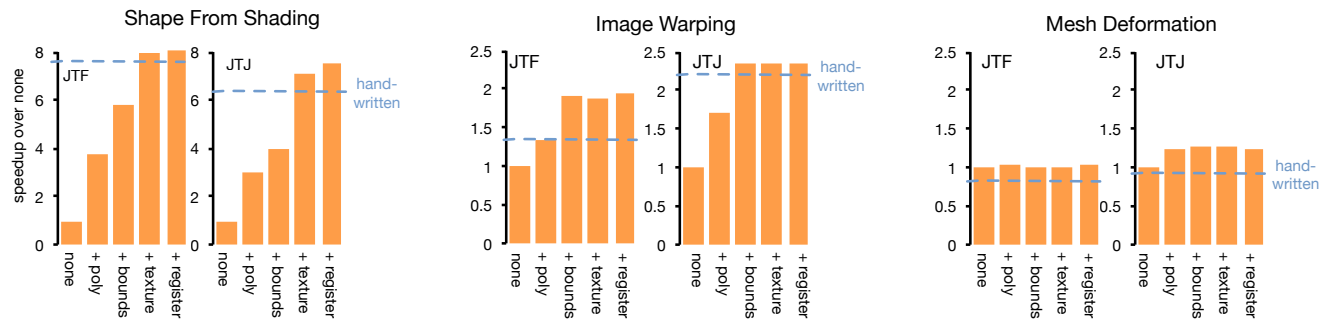 Shape From Shading
speedup over none
8
6
4
2
0
JTF
none
+ poly
+ bounds
+ texture
+ register
8
6
4
2
0
JTJ
hand-
written
none
+ poly
+ bounds
+ texture
+ register
Image Warping
2.5
2
1.5
1
0.5
0
JTF
none
+ poly
+ bounds
+ texture
+ register
2.5
2
1.5
1
0.5
0
JTJ
hand-
written
none
+ poly
+ bounds
+ texture
+ register
Mesh Deformation
2.5
2
1.5
1
0.5
0
JTF
none
+ poly
+ bounds
+ texture
+ register
2.5
2
1.5
1
0.5
0
JTJ
hand-
written
none
+ poly
+ bounds
+ texture
+ register